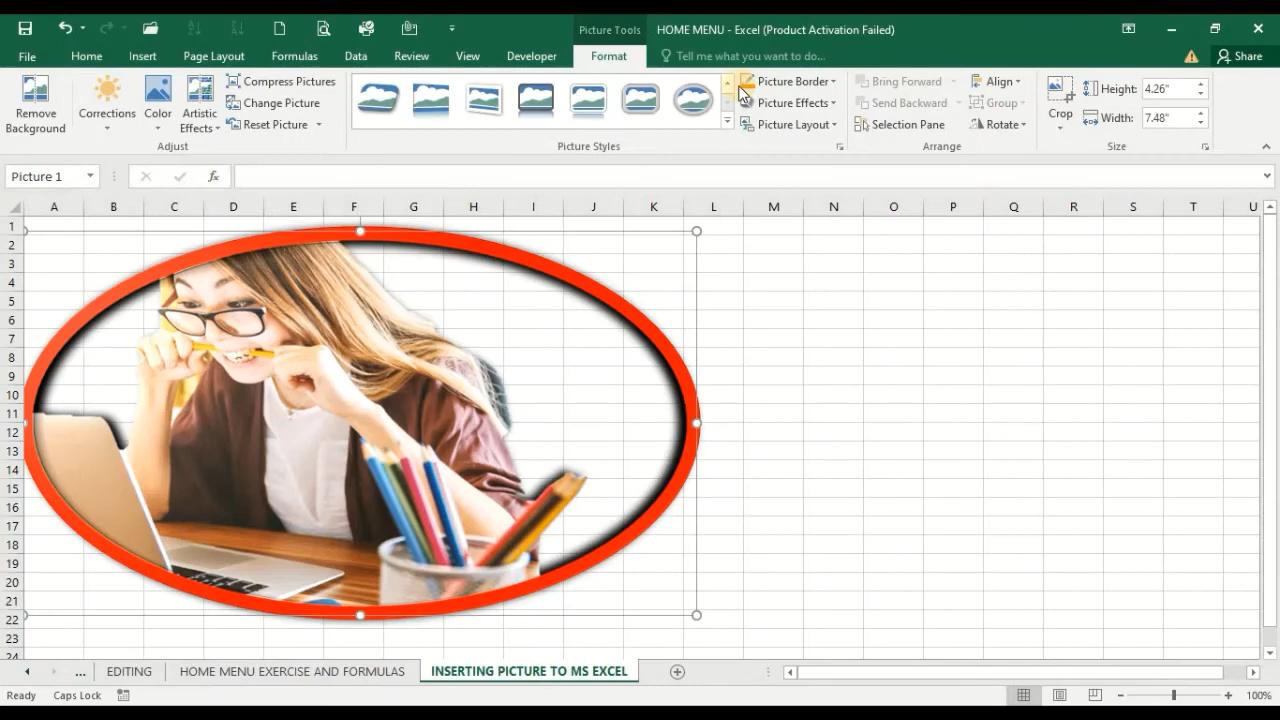 Picture Tools
HOME MENU - Excel (Product Activation Failed)
File Home Insert Page Layout Formulas Data Review View Developer Format Tell me what you want to do... Share
Remove Background
Corrections
Color
Artistic Effects
Compress Pictures
Change Picture
Reset Picture
Adjust
Picture Styles
Picture Border
Picture Effects
Picture Layout
Bring Forward
Send backward
Selection Pane
Align
Group
Rotate
Arrange
Crop
Height: 4.26"
Width: 7.48"
Size
Picture 1
fx
A B C D E F G H I J K L M N O P Q R S T U
1
2
3
4
5
6
7
8
9
10
11
12
13
14
15
16
17
18
19
20
21
22
23
24
... EDITING HOME MENU EXERCISE AND FORMULAS INSERTING PICTURE TO MS EXCEL
Ready Caps Lock 100%